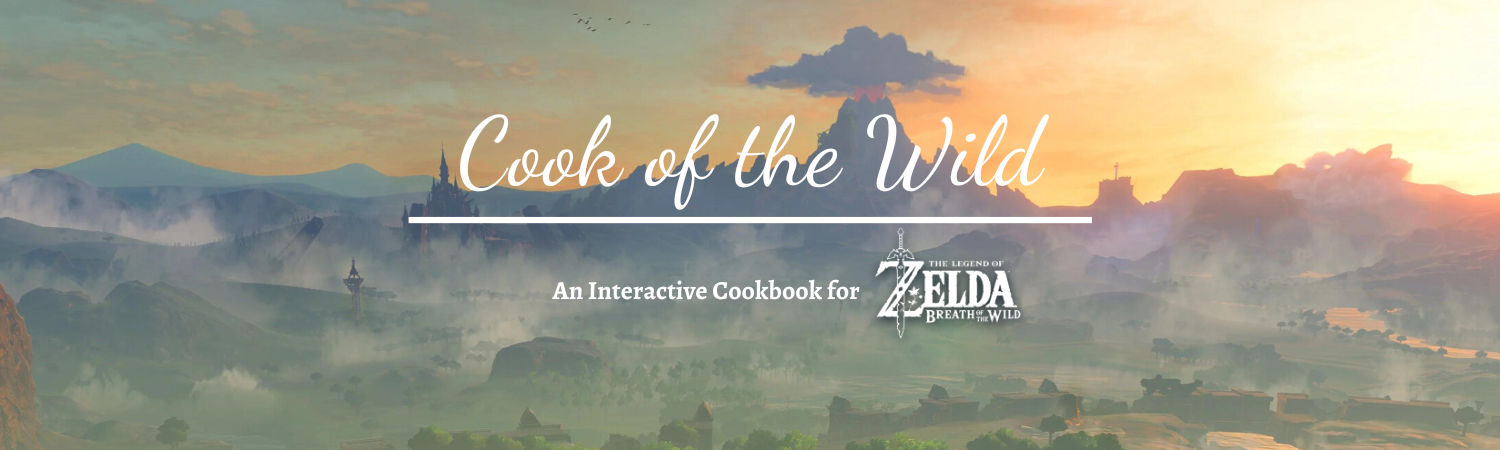 Cook of the Wild
An Interactive Cookbook for
THE LEGEND OF
ZELDA
BREATH OF THE WILD